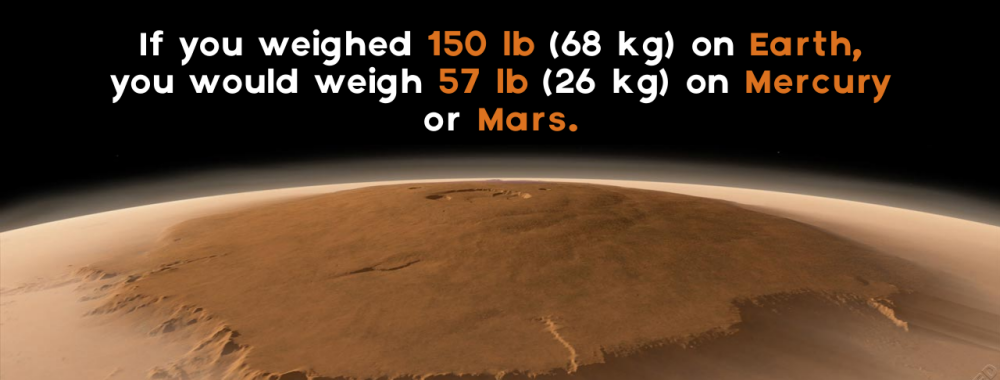 If you weighed 150 lb (68 kg) on Earth,
you would weigh 57 lb (26 kg) on Mercury
or Mars.